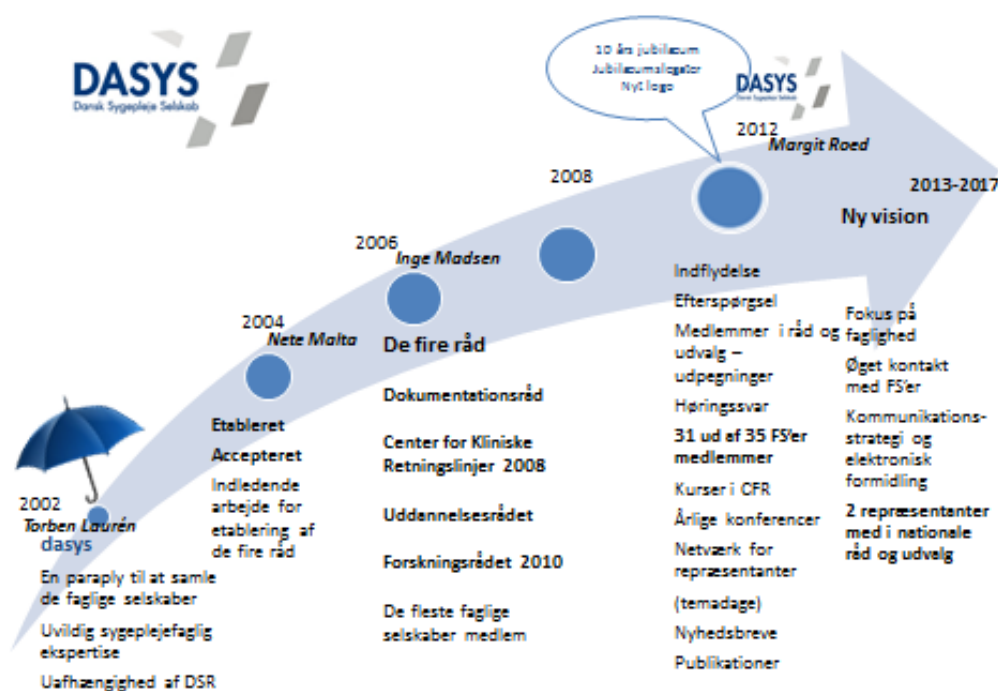 DASYS
Dansk Sygepleje Selskab
10 års jubilæum
Jubilæumslegater
Nyt logo
DASYS
Dansk Sygepleje Selskab
2012
Margit Roed
2013-2017
Ny vision
2008
2006
Inge Madsen
2004
Nete Malta
2002
Torben Laurén
dasys
En paraply til at samle
de faglige selskaber
Uvildig sygeplejefaglig
ekspertise
Uafhængighed af DSR
Etableret
Accepteret
Indledende
arbejde for
etablering af
de fire råd
De fire råd
Dokumentationsråd
Center for Kliniske
Retningslinjer 2008
Uddannelsesrådet
Forskningsrådet 2010
De fleste faglige
selskaber medlem
Indflydelse
Efterspørgsel
Medlemmer i råd og
udvalg –
udpegninger
Høringssvar
31 ud af 35 FS'er
medlemmer
Kurser i CFR
Årlige konferencer
Netværk for
repræsentanter
(temadage)
Nyhedsbreve
Publikationer
Fokus på
faglighed
Øget kontakt
med FS'er
Kommunikations-
strategi og
elektronisk
formidling
2 repræsentanter
med i nationale
råd og udvalg